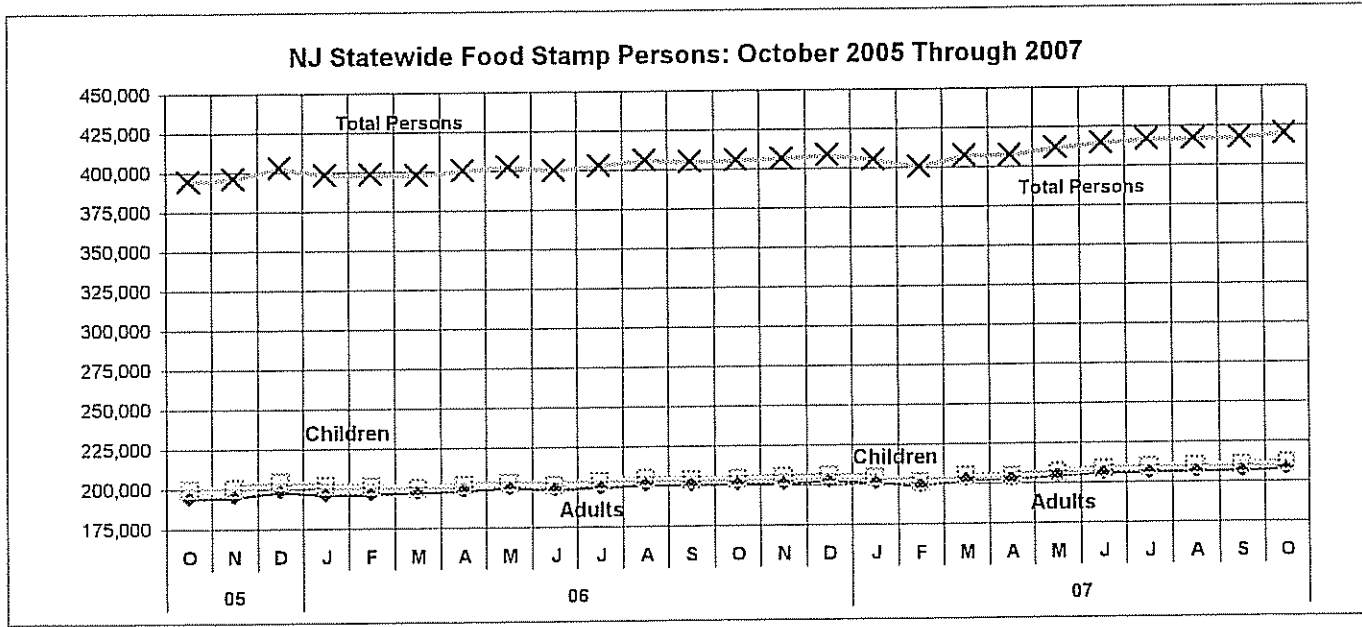 NJ Statewide Food Stamp Persons: October 2005 Through 2007
450,000
425,000
400,000
375,000
350,000
325,000
300,000
275,000
250,000
225,000
200,000
175,000
Total Persons
Total Persons
Children
Children
Adults
Adults
O N D J F M A M J J A S O N D J F M A M J J A S O
05 06 07